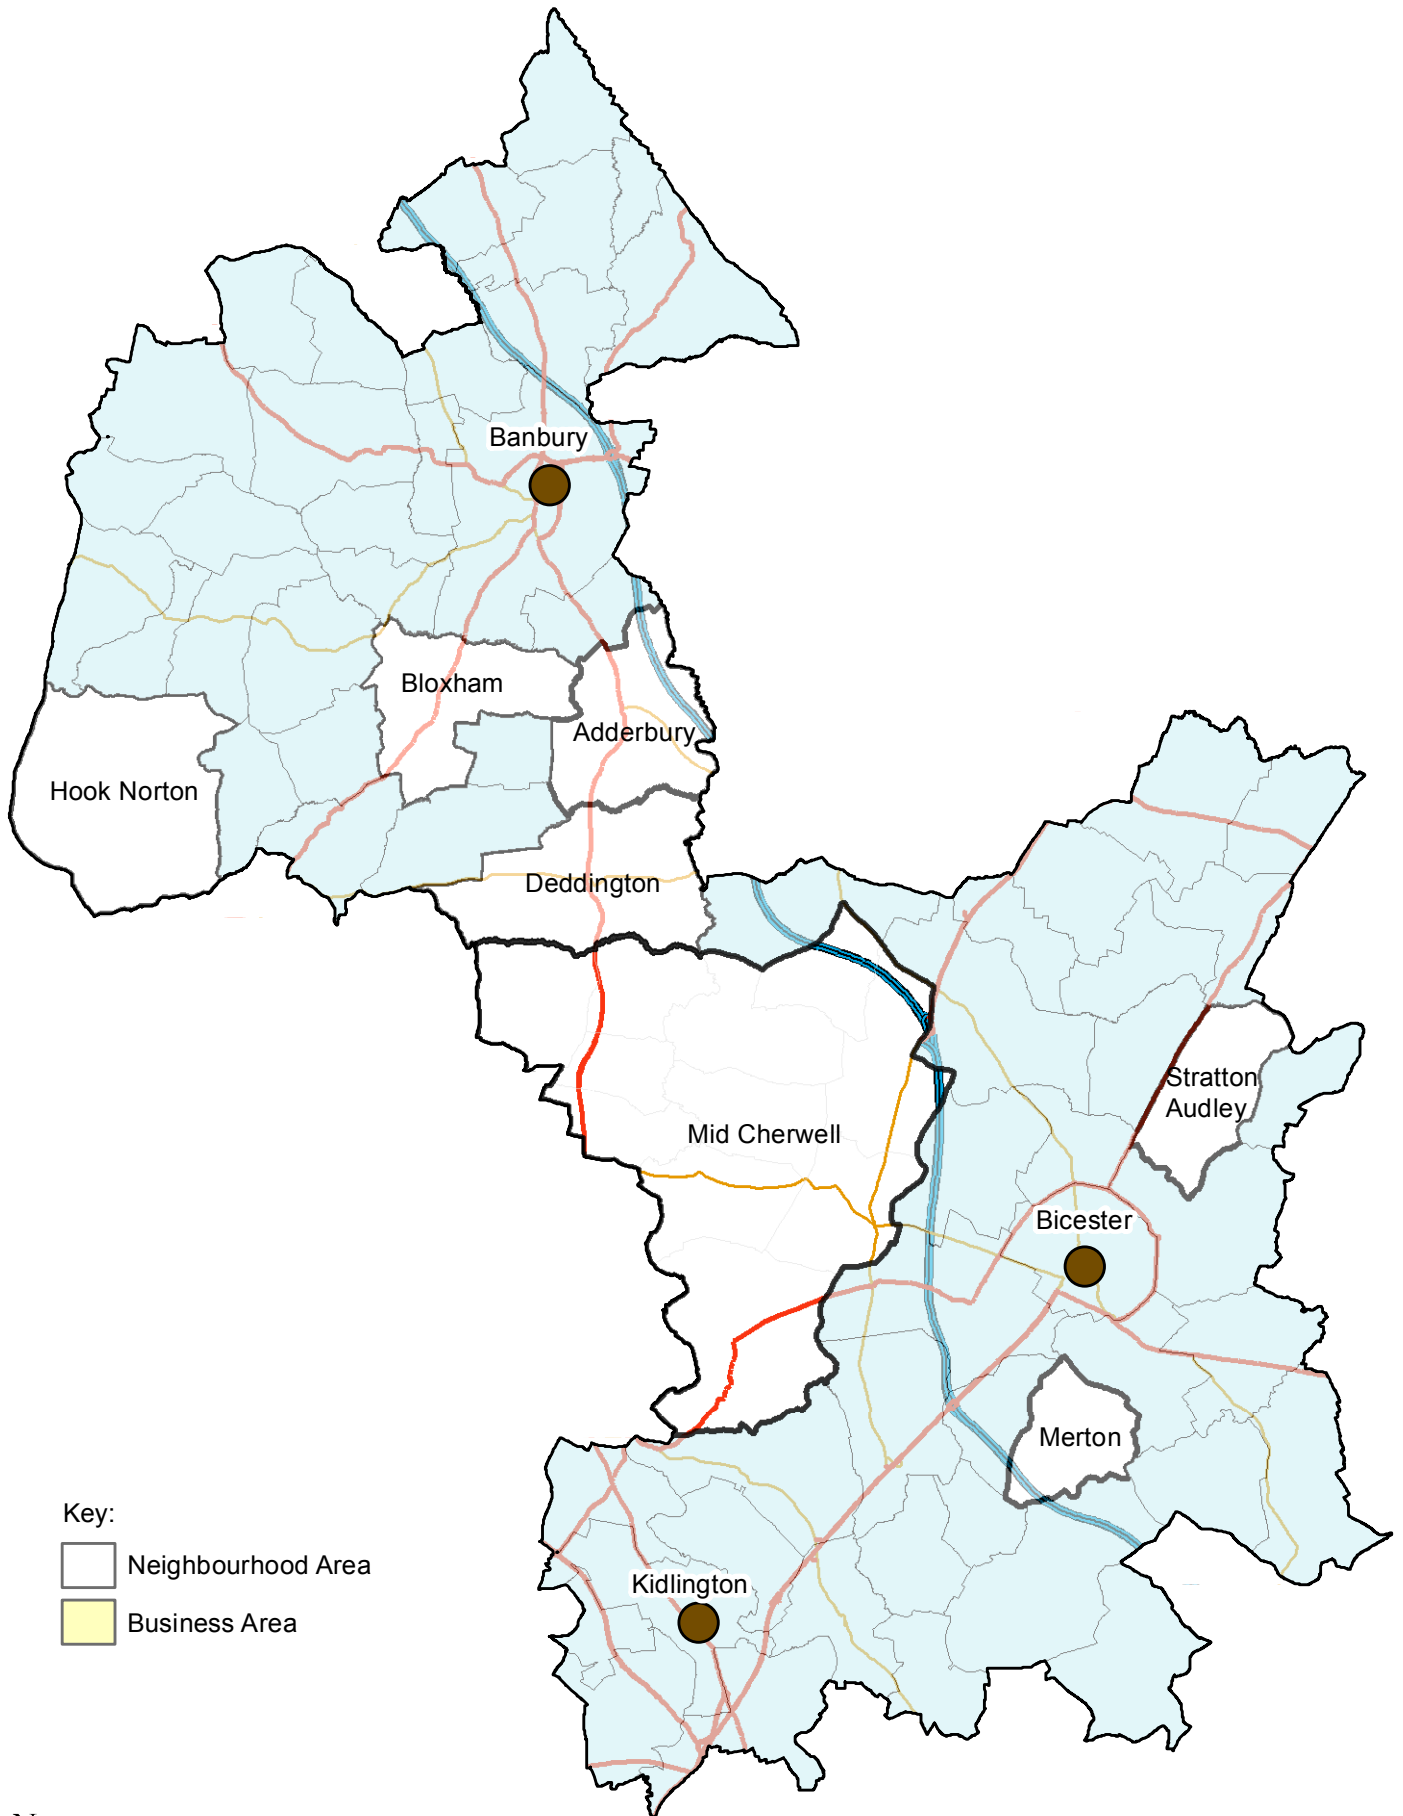 Banbury
Bloxham
Adderbury
Hook Norton
Deddington
Stratton
Audley
Mid Cherwell
Bicester
Merton
Key:
Neighbourhood Area
Kidlington
Business Area